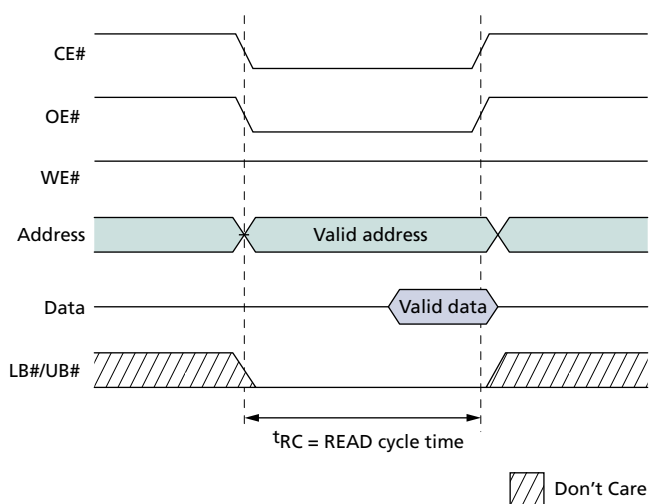 CE#
OE#
WE#
Address
Valid address
Data
Valid data
LB#/UB#
tRC = READ cycle time
Don't Care